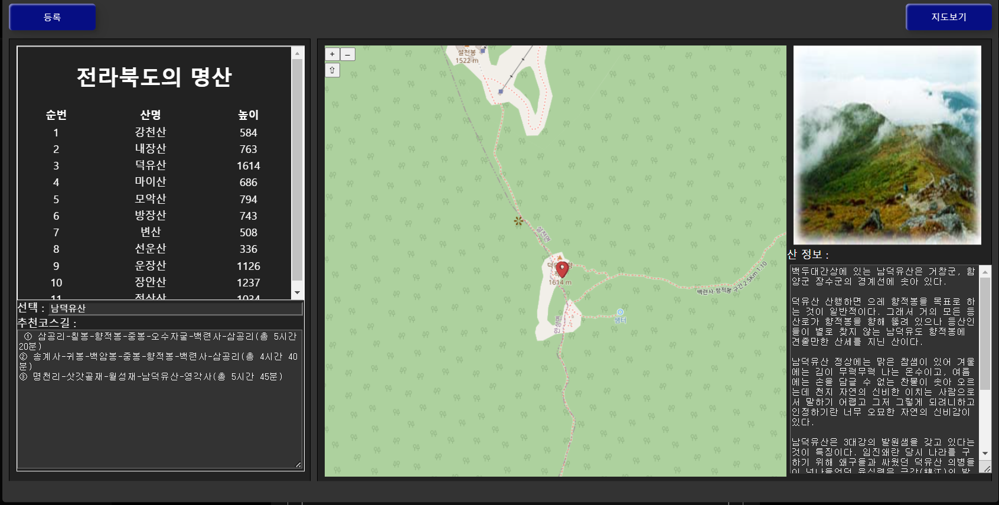 등록
지도보기
전라북도의 명산
순번 산명 높이
1 강천산 584
2 내장산 763
3 덕유산 1614
4 마이산 686
5 모악산 794
6 방장산 743
7 변산 508
8 선운산 336
9 운장산 1126
10 장안산 1237
11 1034
선택 : 남덕유산
추천코스길 :
① 삼공리-칠봉-향적봉-중봉-오수자굴-백련사-삼공리(총 5시간
20분)
② 송계사-귀봉-백암봉-중봉-향적봉-백련사-삼공리(총 4시간 40
분)
③ 명천리-삿갓골재-월성재-남덕유산-영각사(총 5시간 45분)
+ –
⇧
설천봉
1522 m
설천면
1614 m
백련사-향적봉 구간 2.5Km 1:10
샘터
안성면
산 정보 :
백두대간상에 있는 남덕유산은 거창군, 함
양군 장수군의 경계선에 솟아 있다.
덕유산 산행하면 으레 향적봉을 목표로 하
는 것이 일반적이다. 그래서 거의 모든 등
산로가 향적봉을 향해 뚫려 있으나 등산인
들이 별로 찾지 않는 남덕유도 향적봉에
견줄만한 산세를 지닌 산이다.
남덕유산 정상에는 맑은 참샘이 있어 겨울
에는 김이 무럭무럭 나는 온수이고, 여름
에는 손을 담글 수 없는 찬물이 솟아 오르
는데 천지 자연의 신비한 이치는 사람으로
서 말하기 어렵고 그저 그렇게 되려니하고
인정하기란 너무 오묘한 자연의 신비감이
있다.
남덕유산은 3대강의 발원샘을 갖고 있다는
것이 특징이다. 임진왜란 당시 나라를 구
하기 위해 왜구들과 싸웠던 덕유산 의병들